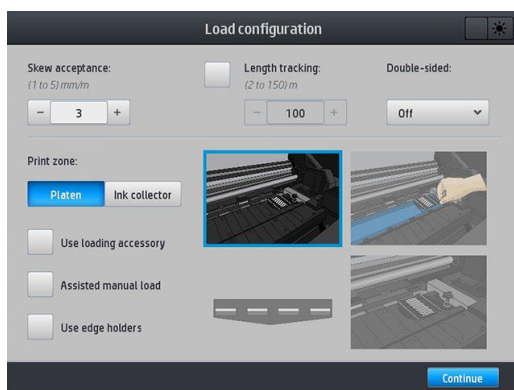 Load configuration
Skew acceptance:
(1 to 5) mm/m
− 3 +
Length tracking:
(2 to 150) m
− 100 +
Double-sided:
Off
Print zone:
Platen Ink collector
Use loading accessory
Assisted manual load
Use edge holders
Continue